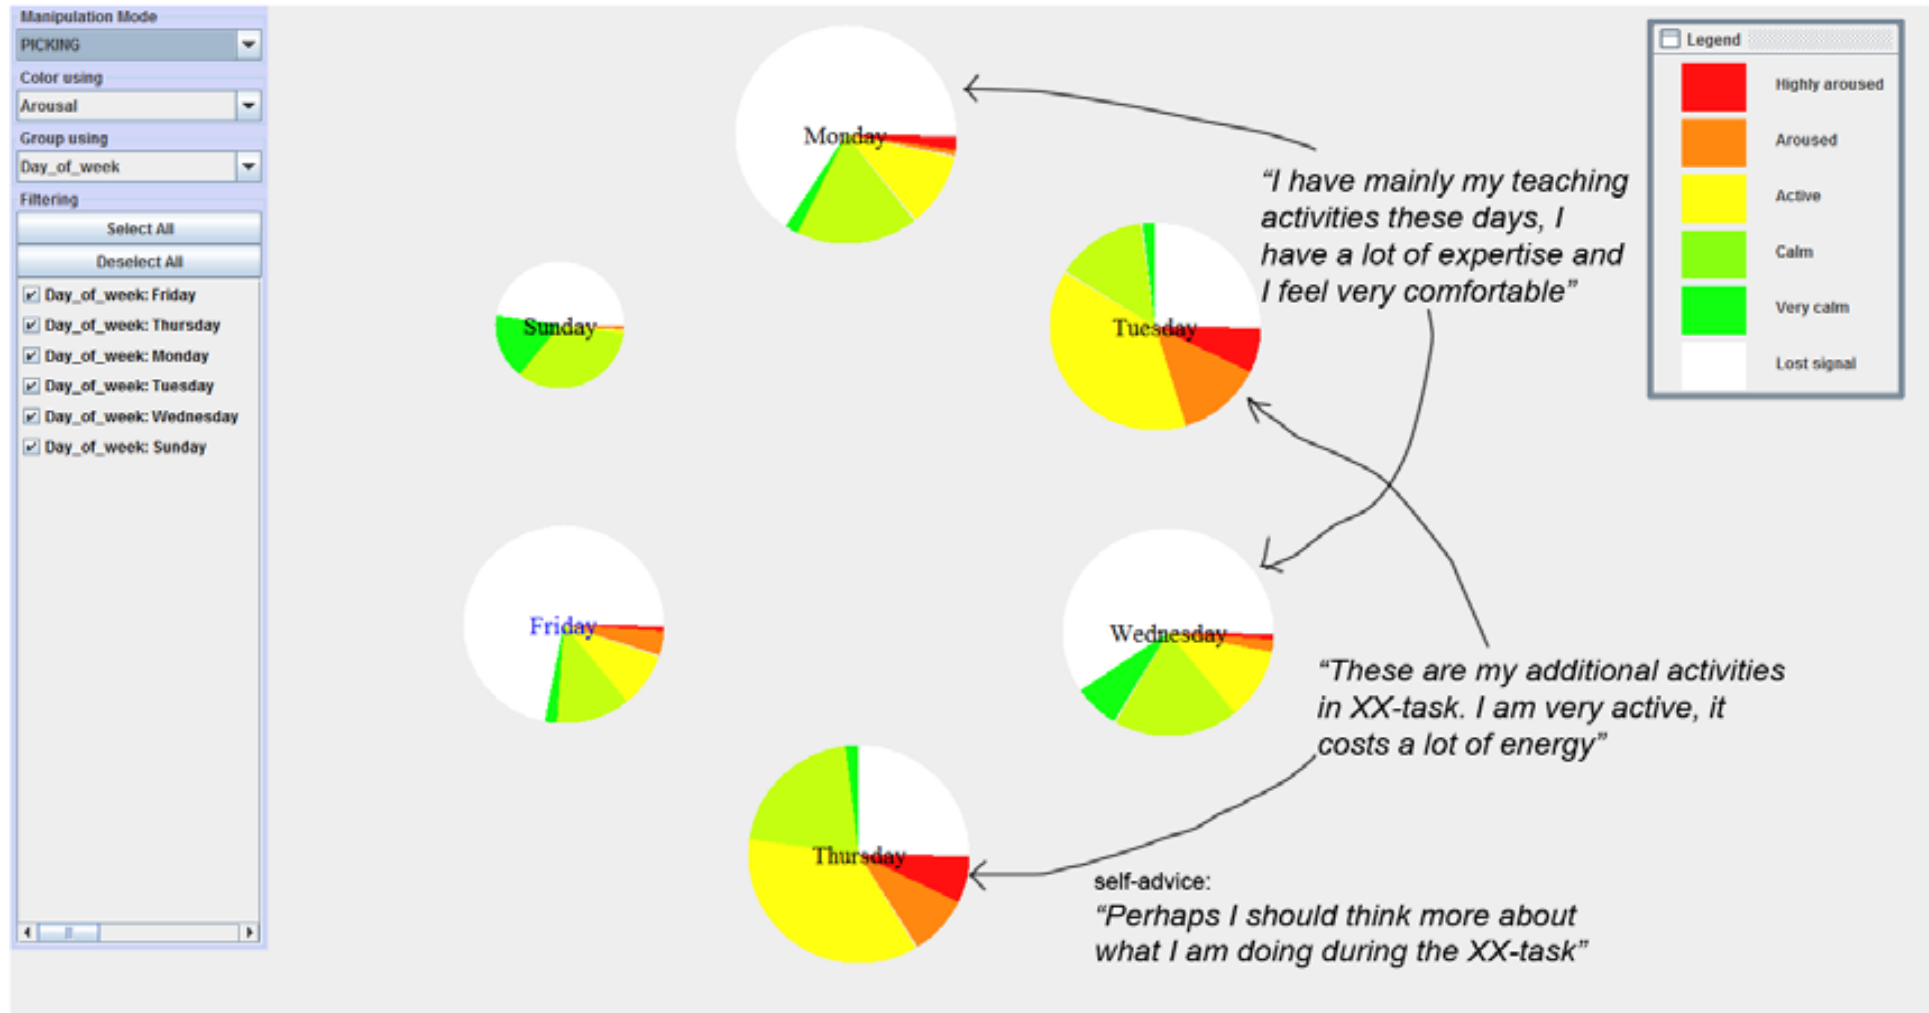 Manipulation Mode
PICKING
Color using
Arousal
Group using
Day_of_week
Filtering
Select All
Deselect All
Day_of_week: Friday
Day_of_week: Thursday
Day_of_week: Monday
Day_of_week: Tuesday
Day_of_week: Wednesday
Day_of_week: Sunday
Monday
Sunday
Tuesday
Friday
Wednesday
Thursday
“I have mainly my teaching
activities these days, I
have a lot of expertise and
I feel very comfortable”
“These are my additional activities
in XX-task. I am very active, it
costs a lot of energy”
self-advice:
“Perhaps I should think more about
what I am doing during the XX-task”
Legend
Highly aroused
Aroused
Active
Calm
Very calm
Lost signal